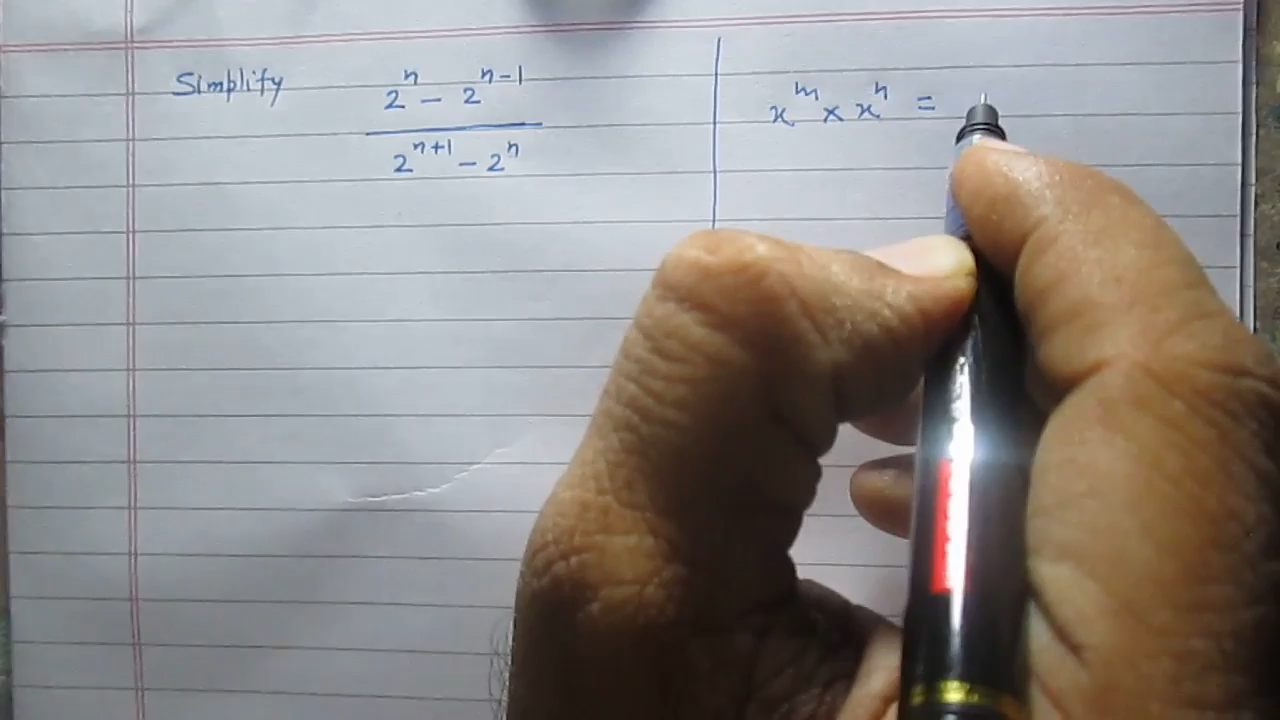 Simplify 2^n - 2^(n-1) / 2^(n+1) - 2^n
x^m × x^n =